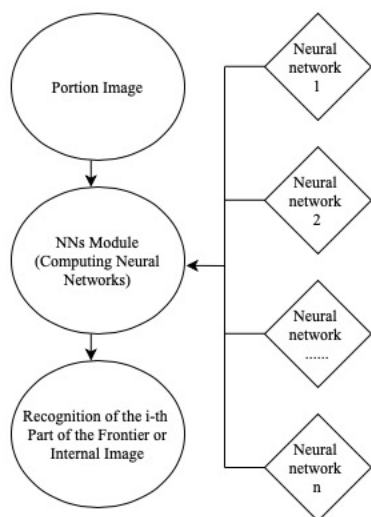 Portion Image
NNs Module
(Computing Neural
Networks)
Recognition of the i-th
Part of the Frontier or
Internal Image
Neural
network
1
Neural
network
2
Neural
network
......
Neural
network
n